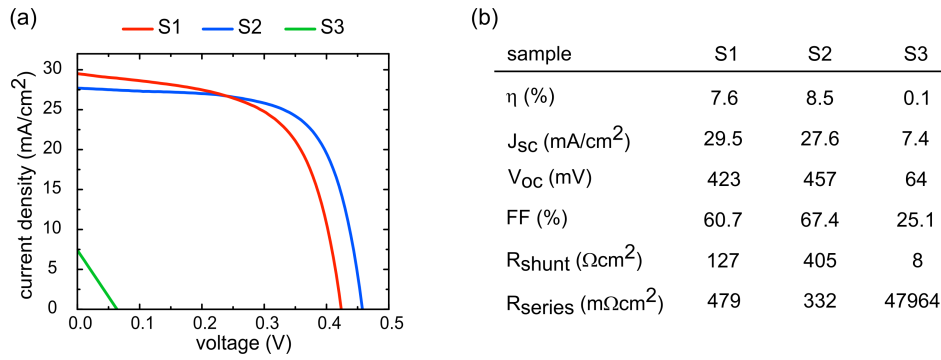 (a)
S1 S2 S3
current density (mA/cm²)
30
25
20
15
10
5
0
0.0 0.1 0.2 0.3 0.4 0.5
voltage (V)
(b)
sample S1 S2 S3
η (%) 7.6 8.5 0.1
Jsc (mA/cm²) 29.5 27.6 7.4
Voc (mV) 423 457 64
FF (%) 60.7 67.4 25.1
Rshunt (Ωcm²) 127 405 8
Rseries (mΩcm²) 479 332 47964